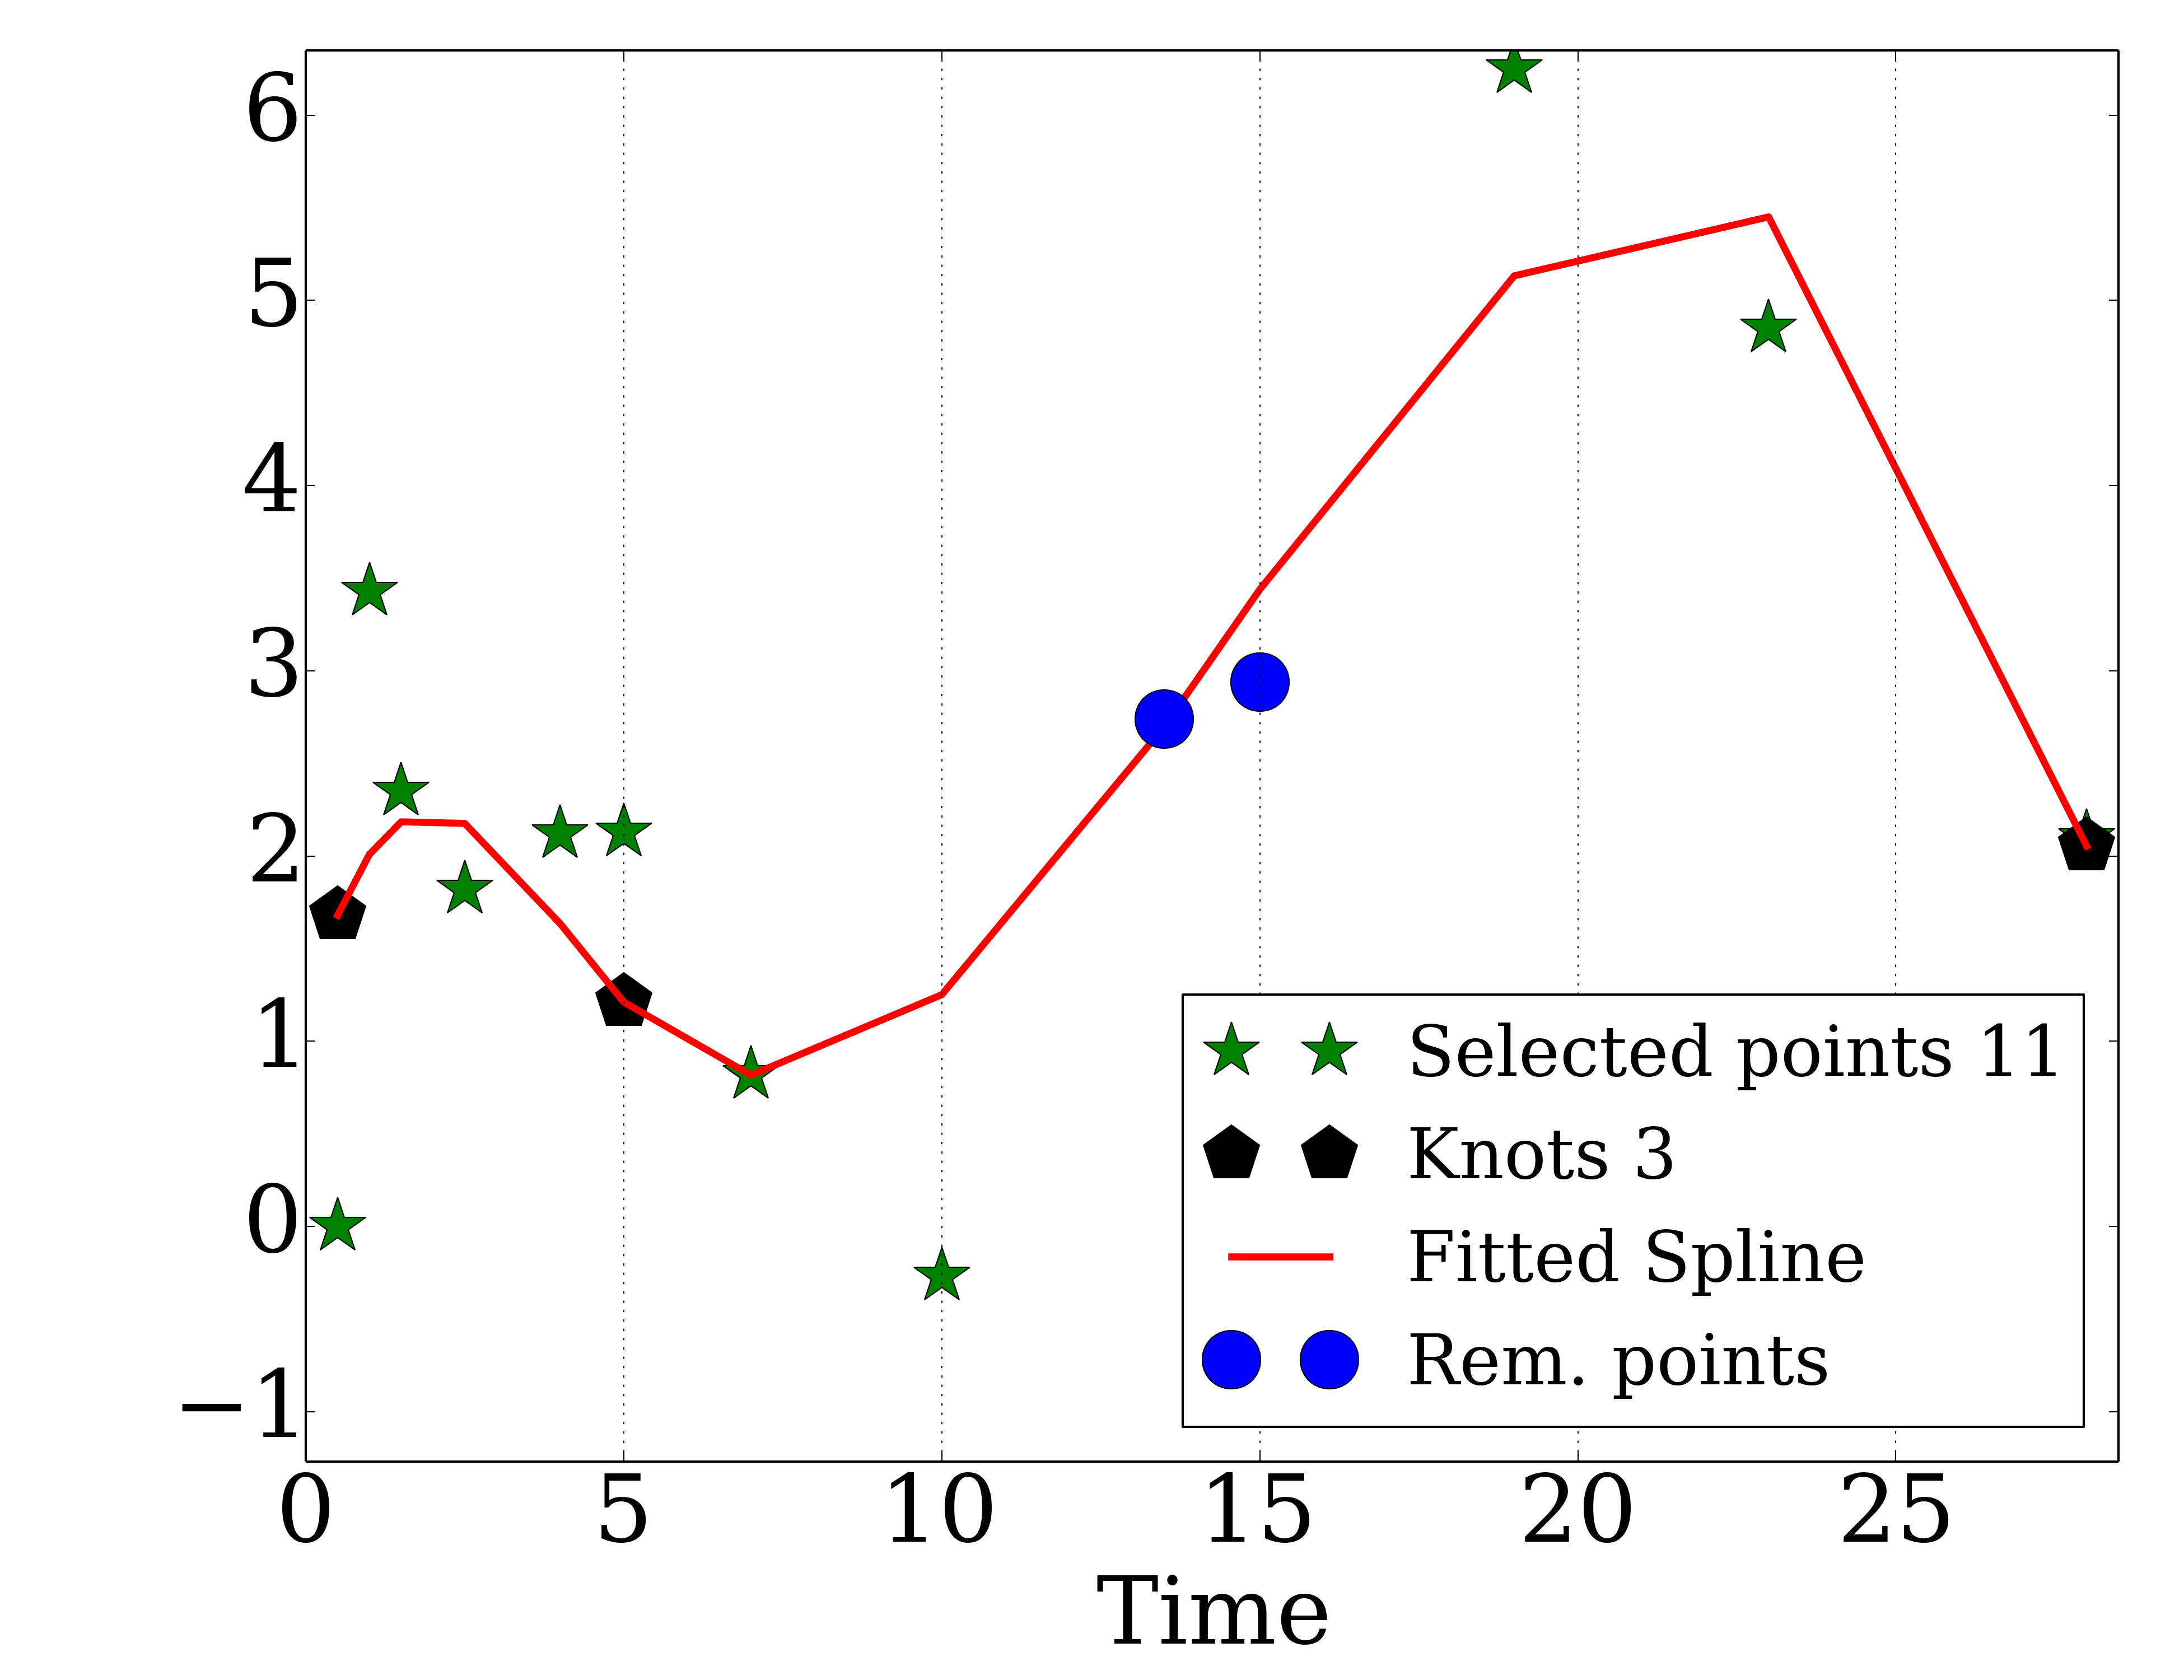 6
5
4
3
2
1
0
−1
0 5 10 15 20 25
Time
Selected points 11
Knots 3
Fitted Spline
Rem. points